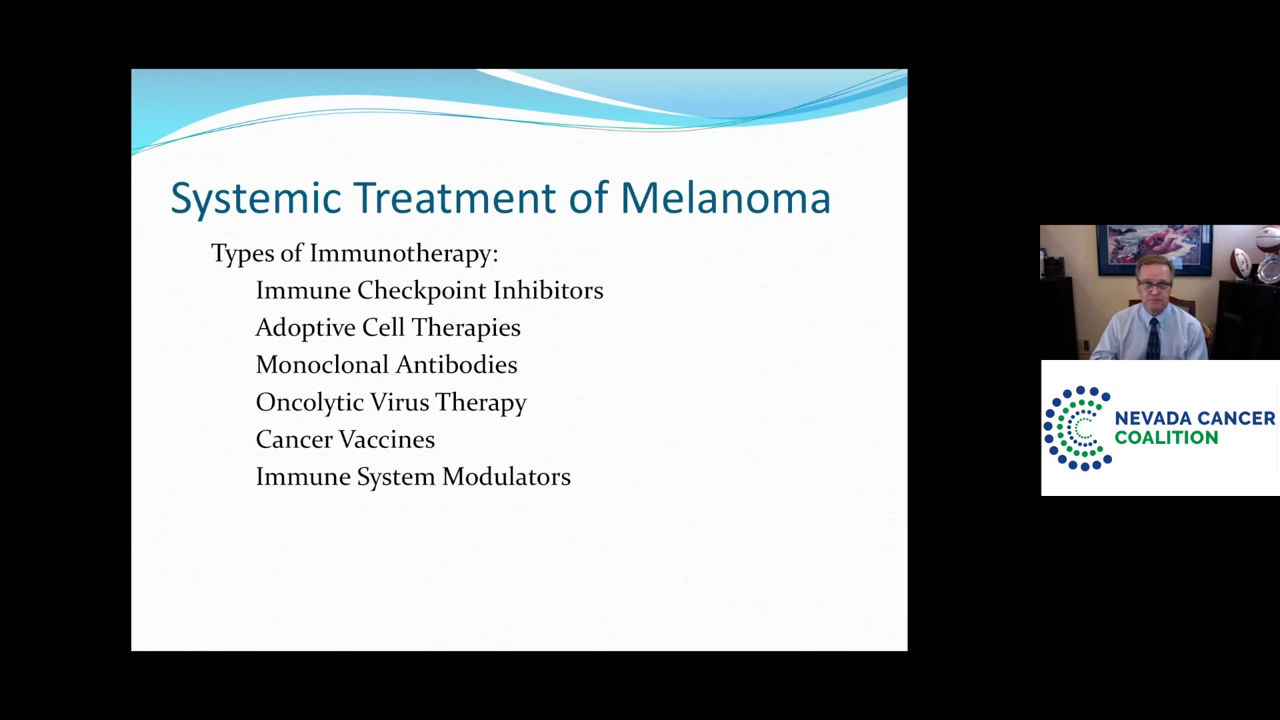 Systemic Treatment of Melanoma
Types of Immunotherapy:
Immune Checkpoint Inhibitors
Adoptive Cell Therapies
Monoclonal Antibodies
Oncolytic Virus Therapy
Cancer Vaccines
Immune System Modulators
NEVADA CANCER
COALITION